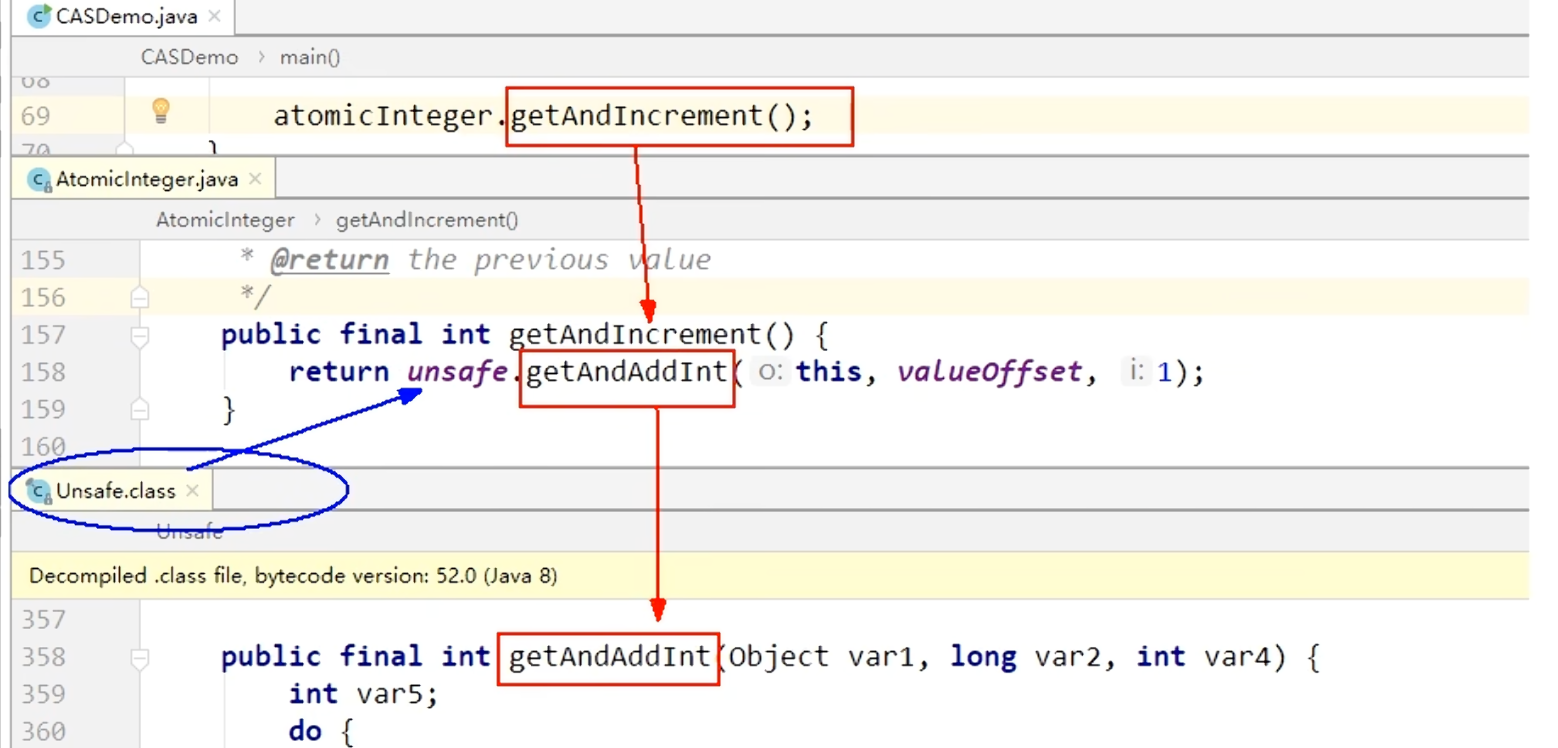 CASDemo.java ×
CASDemo > main()
68
69 atomicInteger.getAndIncrement();
70 }
AtomicInteger.java ×
AtomicInteger > getAndIncrement()
155 * @return the previous value
156 */
157 public final int getAndIncrement() {
158 return unsafe.getAndAddInt( o: this, valueOffset, i: 1);
159 }
160
Unsafe.class ×
Unsafe
Decompiled .class file, bytecode version: 52.0 (Java 8)
357
358 public final int getAndAddInt(Object var1, long var2, int var4) {
359 int var5;
360 do {